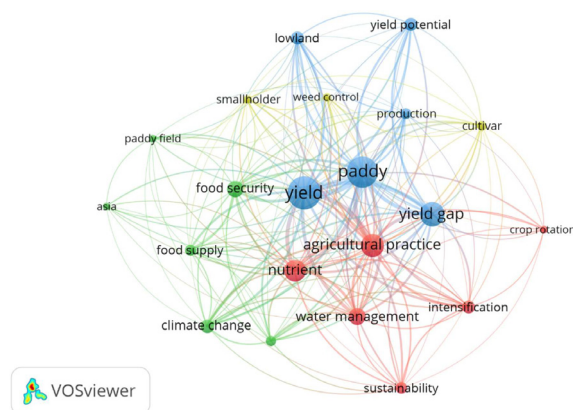 lowland
yield potential
smallholder
weed control
production
cultivar
paddy field
paddy
food security
yield
asia
yield gap
crop rotation
agricultural practice
food supply
nutrient
intensification
climate change
water management
sustainability
VOSviewer